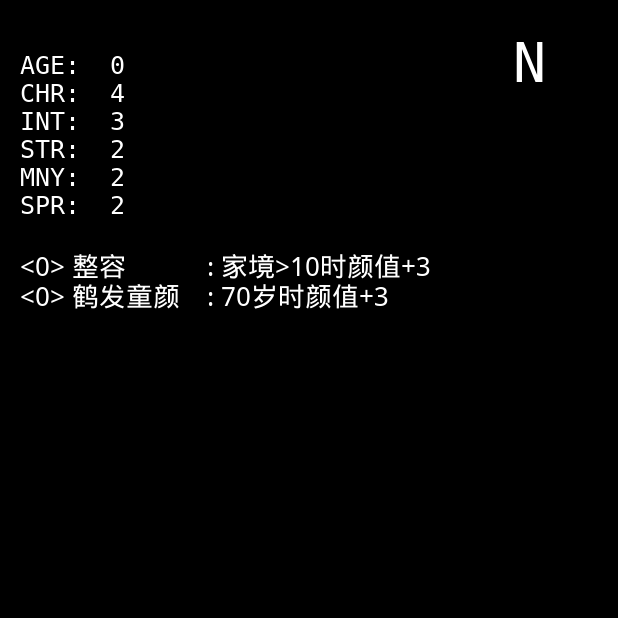 N
AGE: 0
CHR: 4
INT: 3
STR: 2
MNY: 2
SPR: 2
<0> 整容 : 家境>10时颜值+3
<0> 鹤发童颜 : 70岁时颜值+3